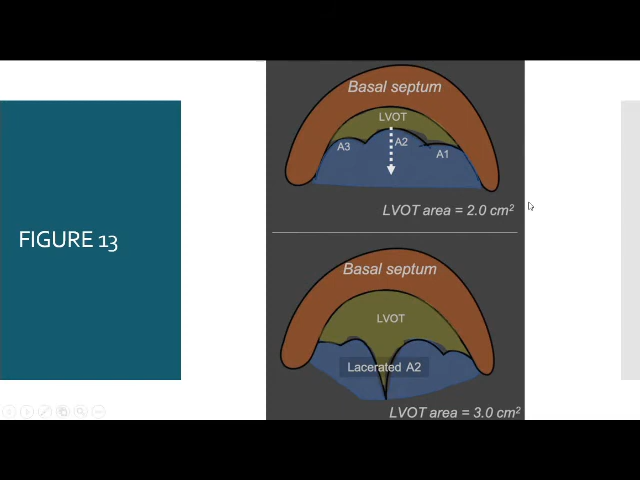 FIGURE 13
Basal septum
LVOT
A3
A2
A1
LVOT area = 2.0 cm²
Basal septum
LVOT
Lacerated A2
LVOT area = 3.0 cm²